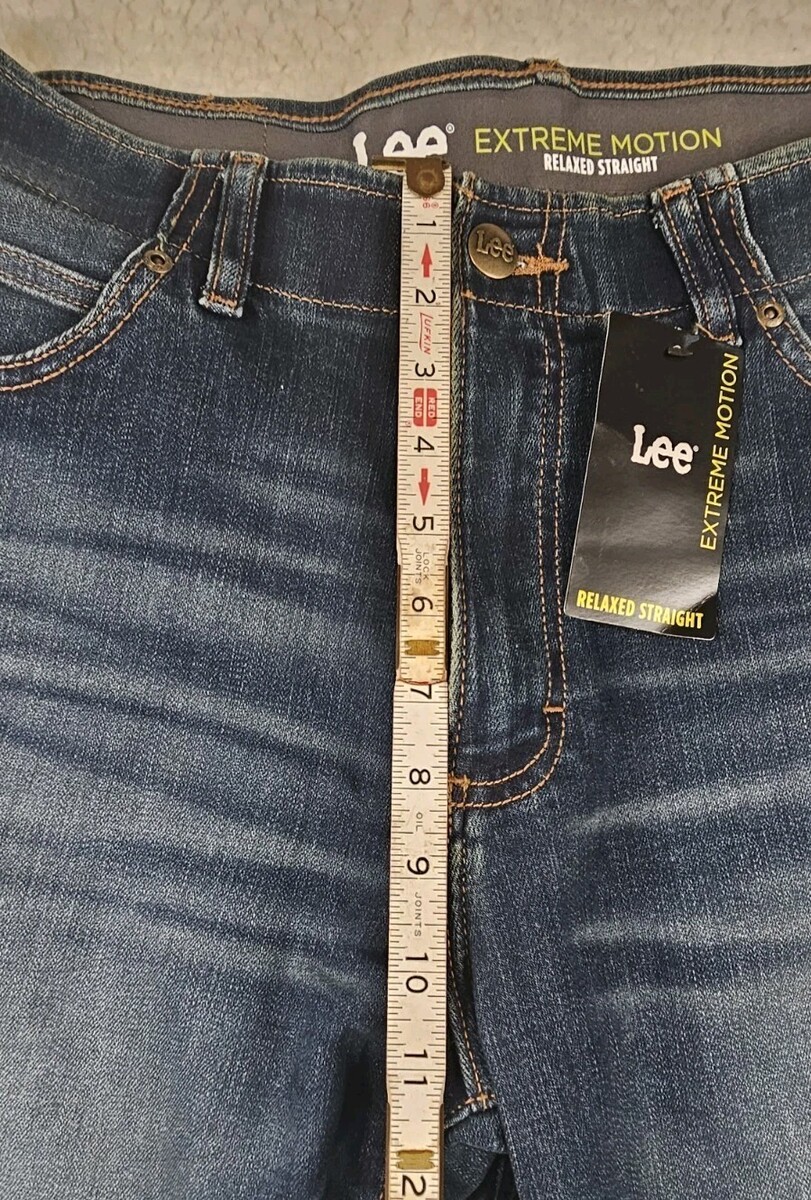 Lee® EXTREME MOTION
RELAXED STRAIGHT
Lee
1
2
LUFKIN
3
RED
END
4
5
LOCK
JOINTS
6
7
8
OIL
9
JOINTS
10
11
12
Lee®
EXTREME MOTION
RELAXED STRAIGHT